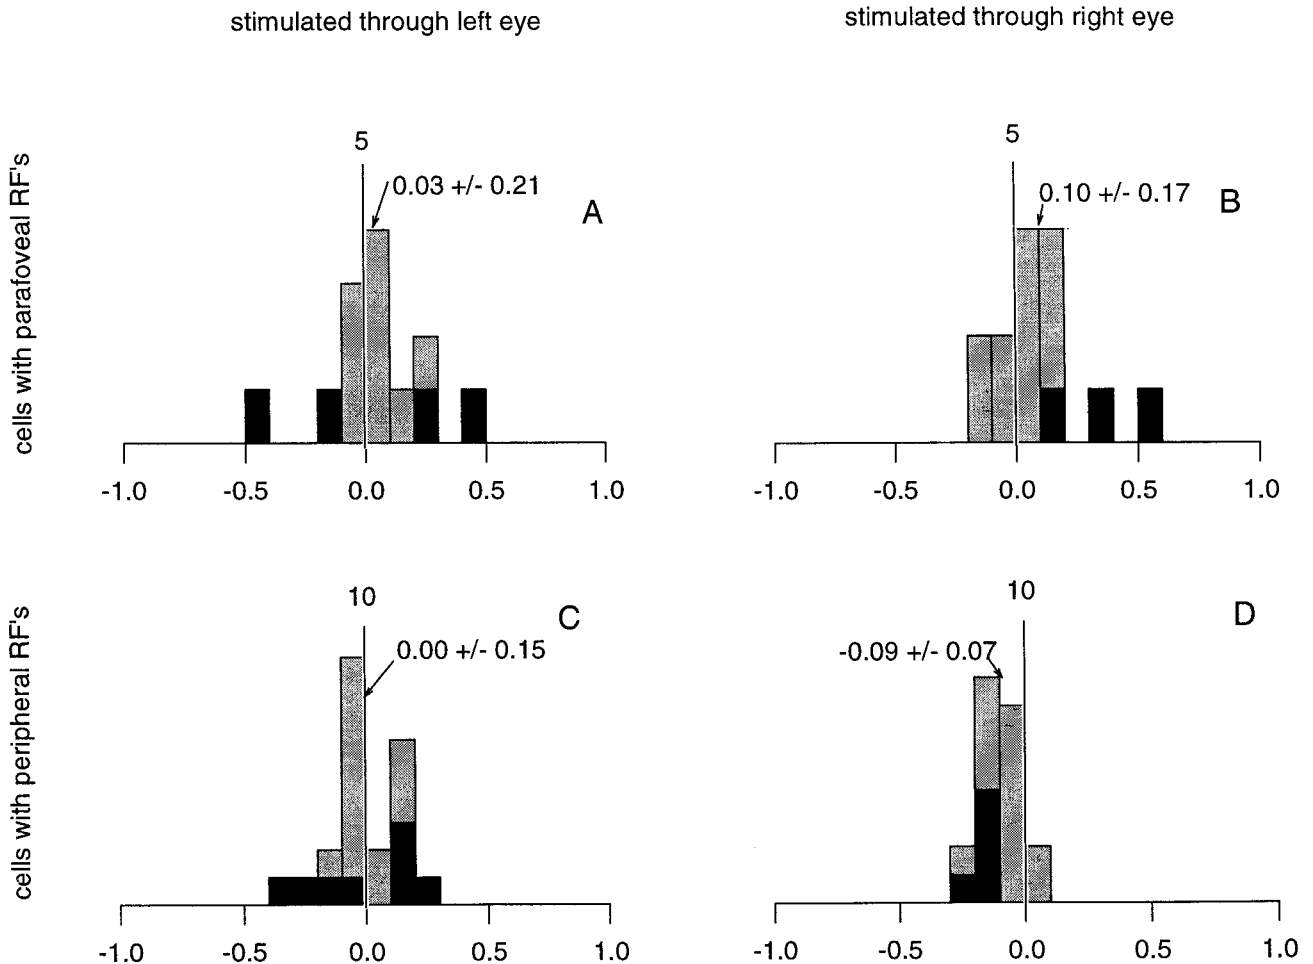 stimulated through left eye
stimulated through right eye
cells with parafoveal RF's
5
0.03 +/- 0.21
A
-1.0 -0.5 0.0 0.5 1.0
5
0.10 +/- 0.17
B
-1.0 -0.5 0.0 0.5 1.0
cells with peripheral RF's
10
0.00 +/- 0.15
C
-1.0 -0.5 0.0 0.5 1.0
10
-0.09 +/- 0.07
D
-1.0 -0.5 0.0 0.5 1.0